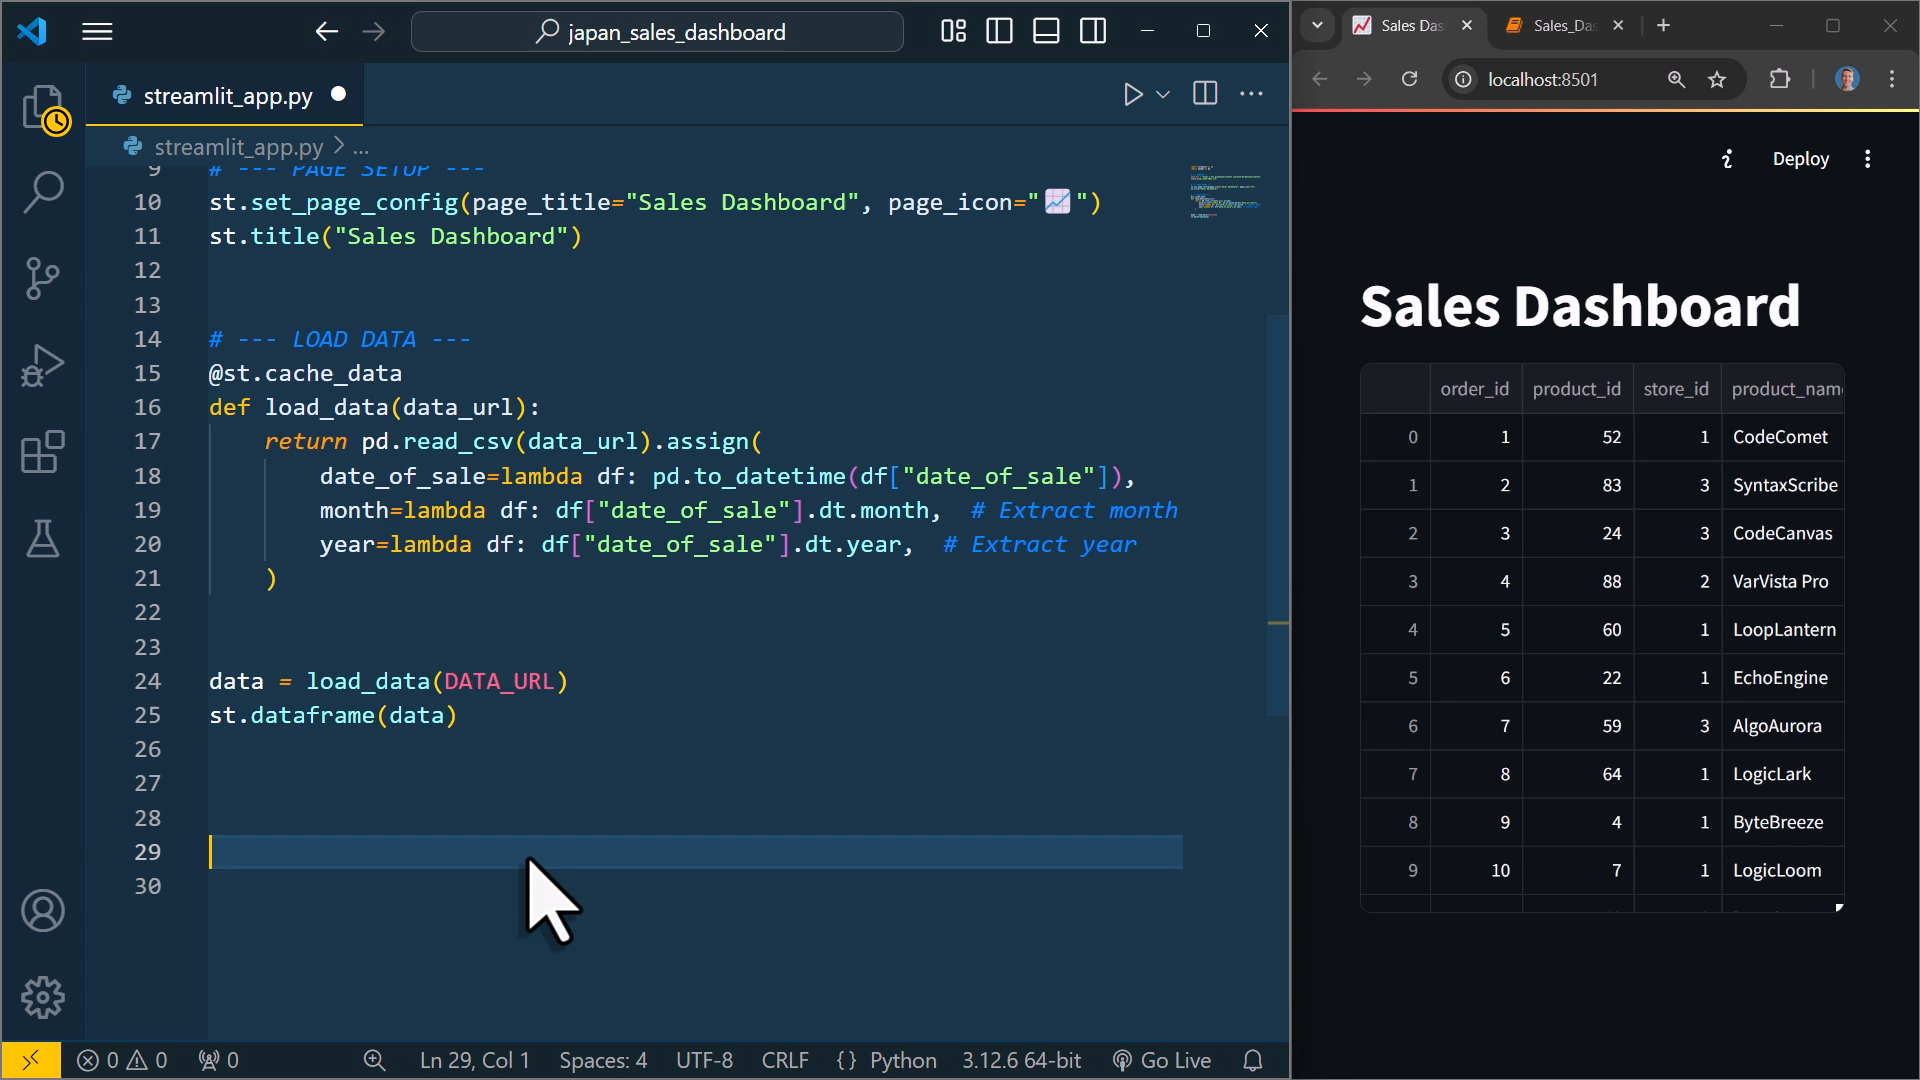 japan_sales_dashboard
streamlit_app.py
streamlit_app.py > ...
9 # --- PAGE SETUP ---
10 st.set_page_config(page_title="Sales Dashboard", page_icon="📈")
11 st.title("Sales Dashboard")
12
13
14 # --- LOAD DATA ---
15 @st.cache_data
16 def load_data(data_url):
17 return pd.read_csv(data_url).assign(
18 date_of_sale=lambda df: pd.to_datetime(df["date_of_sale"]),
19 month=lambda df: df["date_of_sale"].dt.month,  # Extract month
20 year=lambda df: df["date_of_sale"].dt.year,  # Extract year
21 )
22
23
24 data = load_data(DATA_URL)
25 st.dataframe(data)
26
27
28
29
30
0 0 0 Ln 29, Col 1 Spaces: 4 UTF-8 CRLF {} Python 3.12.6 64-bit Go Live
Sales Das Sales_Da
localhost:8501
Deploy
Sales Dashboard
order_id product_id store_id product_nam
0 1 52 1 CodeComet
1 2 83 3 SyntaxScribe
2 3 24 3 CodeCanvas
3 4 88 2 VarVista Pro
4 5 60 1 LoopLantern
5 6 22 1 EchoEngine
6 7 59 3 AlgoAurora
7 8 64 1 LogicLark
8 9 4 1 ByteBreeze
9 10 7 1 LogicLoom